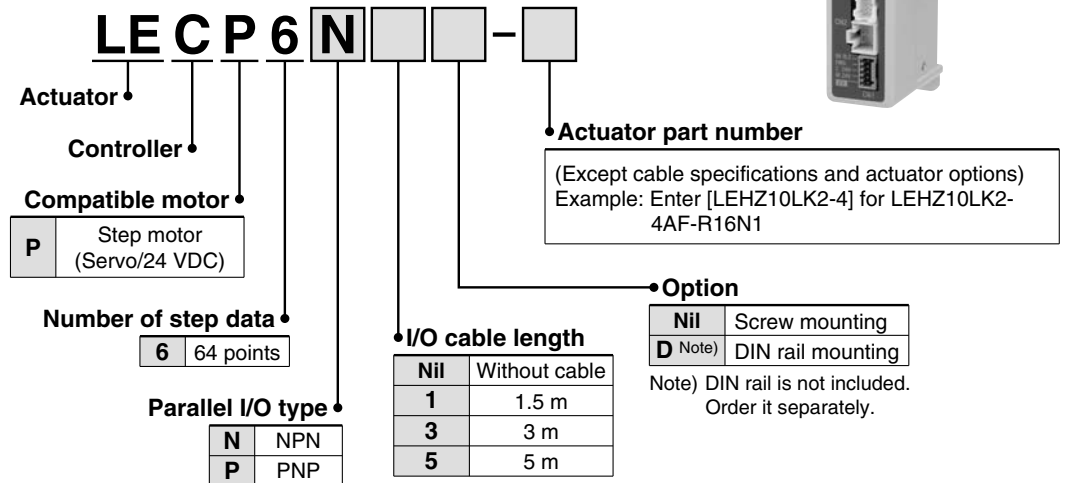 LE C P 6 N –
Actuator
Controller
Compatible motor
P Step motor
(Servo/24 VDC)
Number of step data
6 64 points
Parallel I/O type
N NPN
P PNP
I/O cable length
Nil Without cable
1 1.5 m
3 3 m
5 5 m
Option
Nil Screw mounting
D Note) DIN rail mounting
Note) DIN rail is not included.
Order it separately.
Actuator part number
(Except cable specifications and actuator options)
Example: Enter [LEHZ10LK2-4] for LEHZ10LK2-
4AF-R16N1
CN2
CN1